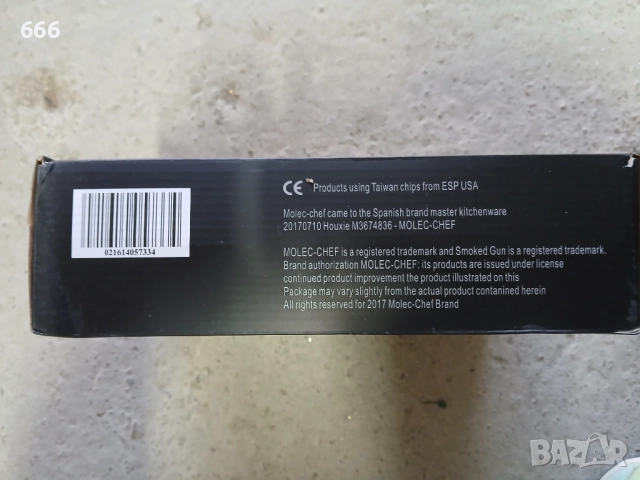 666
CE Products using Taiwan chips from ESP USA
Molec-chef came to the Spanish brand master kitchenware
20170710 Houxie M3674836 - MOLEC-CHEF
MOLEC-CHEF is a registered trademark and Smoked Gun is a registered trademark.
Brand authorization MOLEC-CHEF: its products are issued under license
continued product improvement the product illustrated on this
Package may vary slightly from the actual product contanined herein
All rights reserved for 2017 Molec-Chef Brand
021614057334
BAZAR